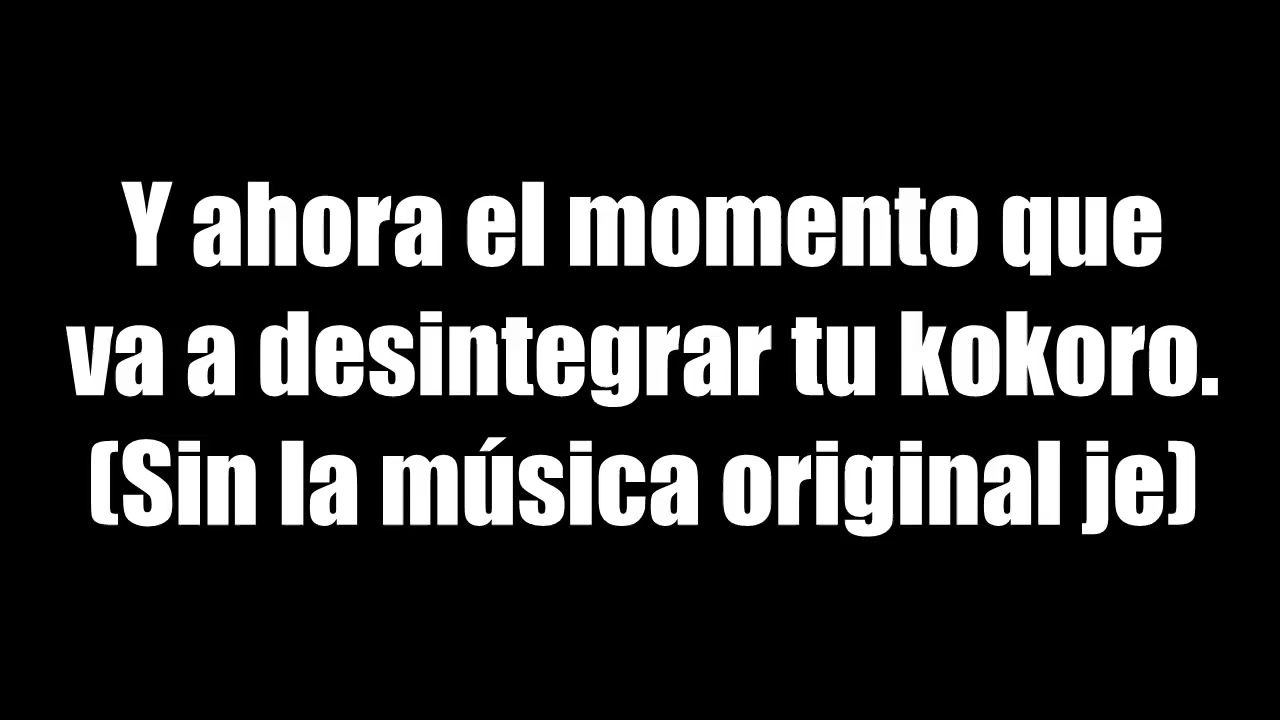 Y ahora el momento que
va a desintegrar tu kokoro.
(Sin la música original je)